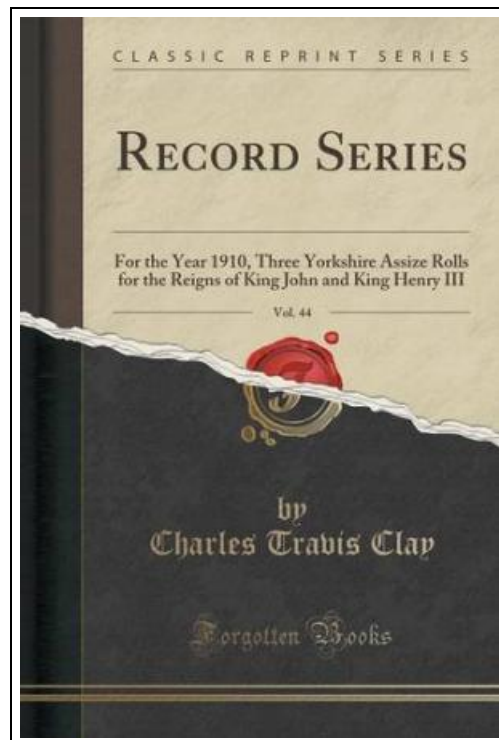 CLASSIC REPRINT SERIES
RECORD SERIES
For the Year 1910, Three Yorkshire Assize Rolls
for the Reigns of King John and King Henry III
Vol. 44
F
by
Charles Travis Clay
Forgotten Books